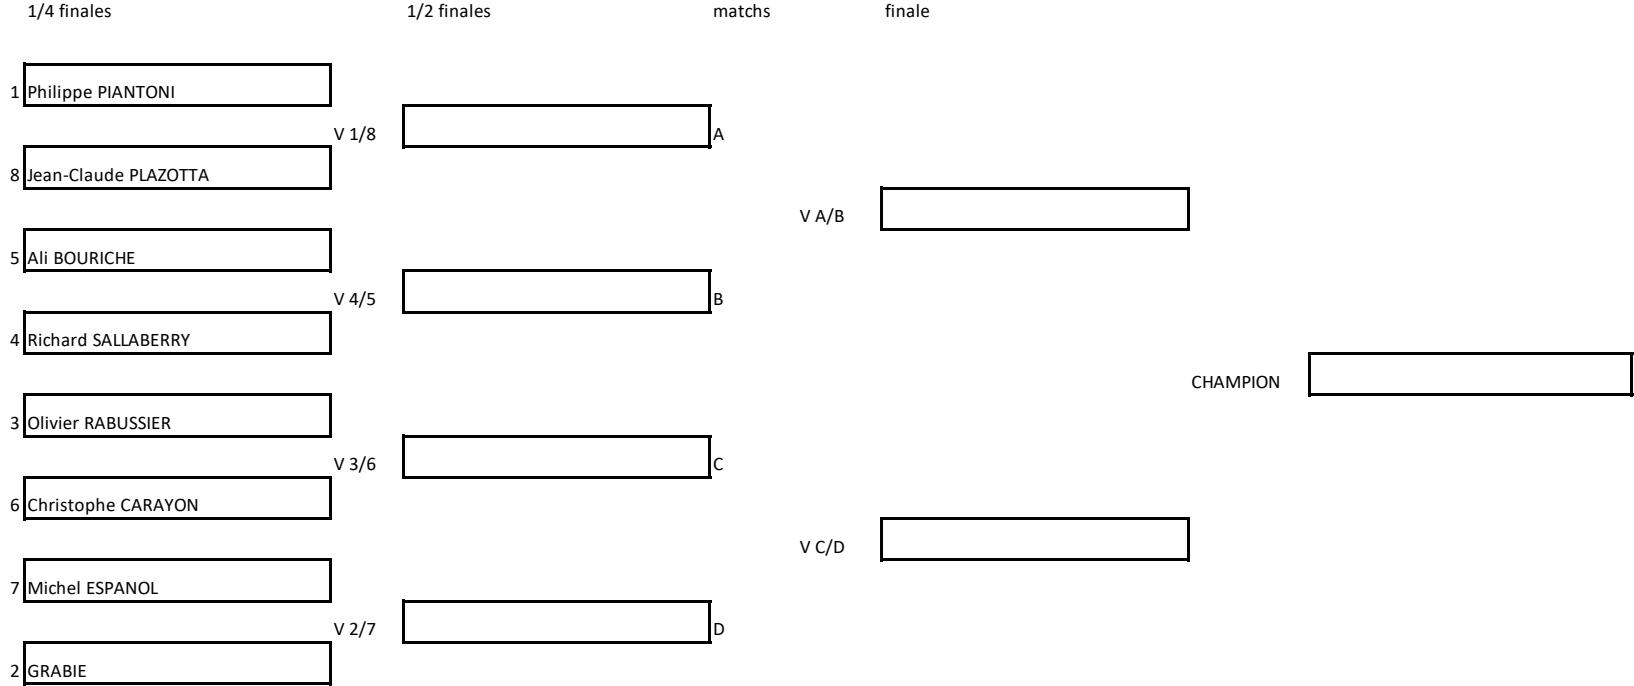 1/4 finales 1/2 finales matchs finale
1 Philippe PIANTONI
V 1/8 A
8 Jean-Claude PLAZOTTA
V A/B
5 Ali BOURICHE
V 4/5 B
4 Richard SALLABERRY
CHAMPION
3 Olivier RABUSSIER
V 3/6 C
6 Christophe CARAYON
V C/D
7 Michel ESPANOL
V 2/7 D
2 GRABIE